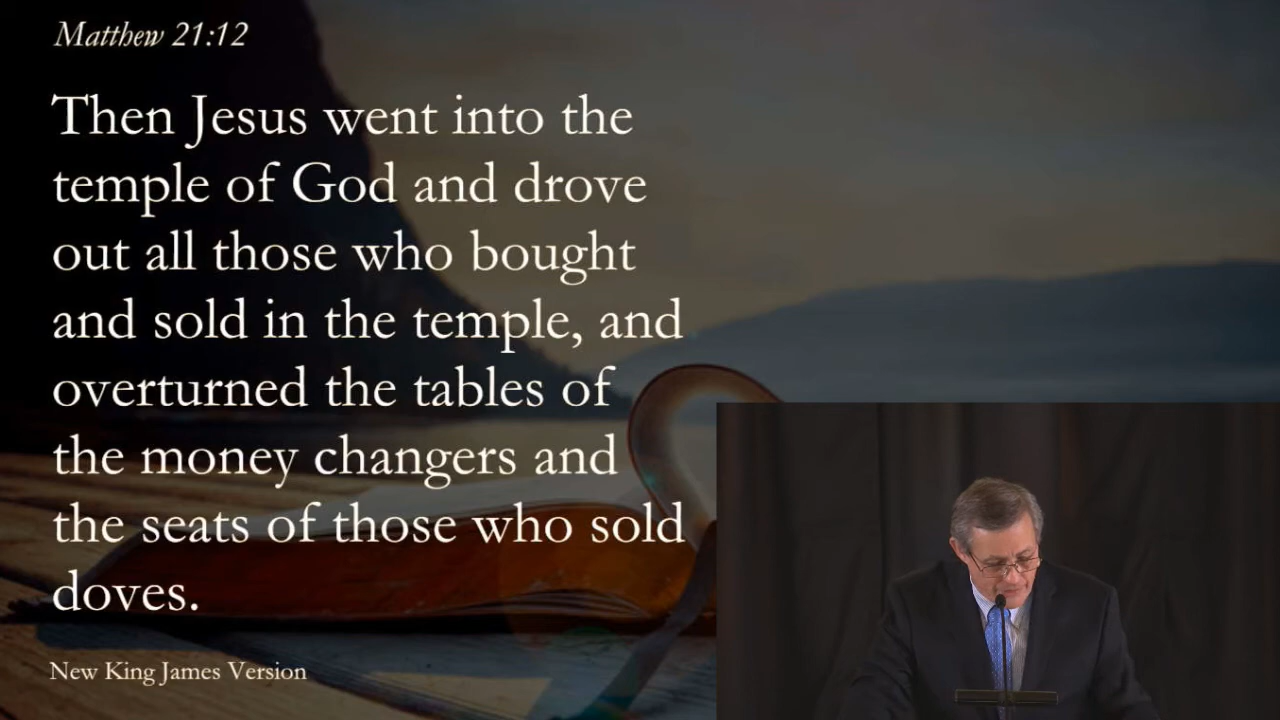 Matthew 21:12
Then Jesus went into the
temple of God and drove
out all those who bought
and sold in the temple, and
overturned the tables of
the money changers and
the seats of those who sold
doves.
New King James Version